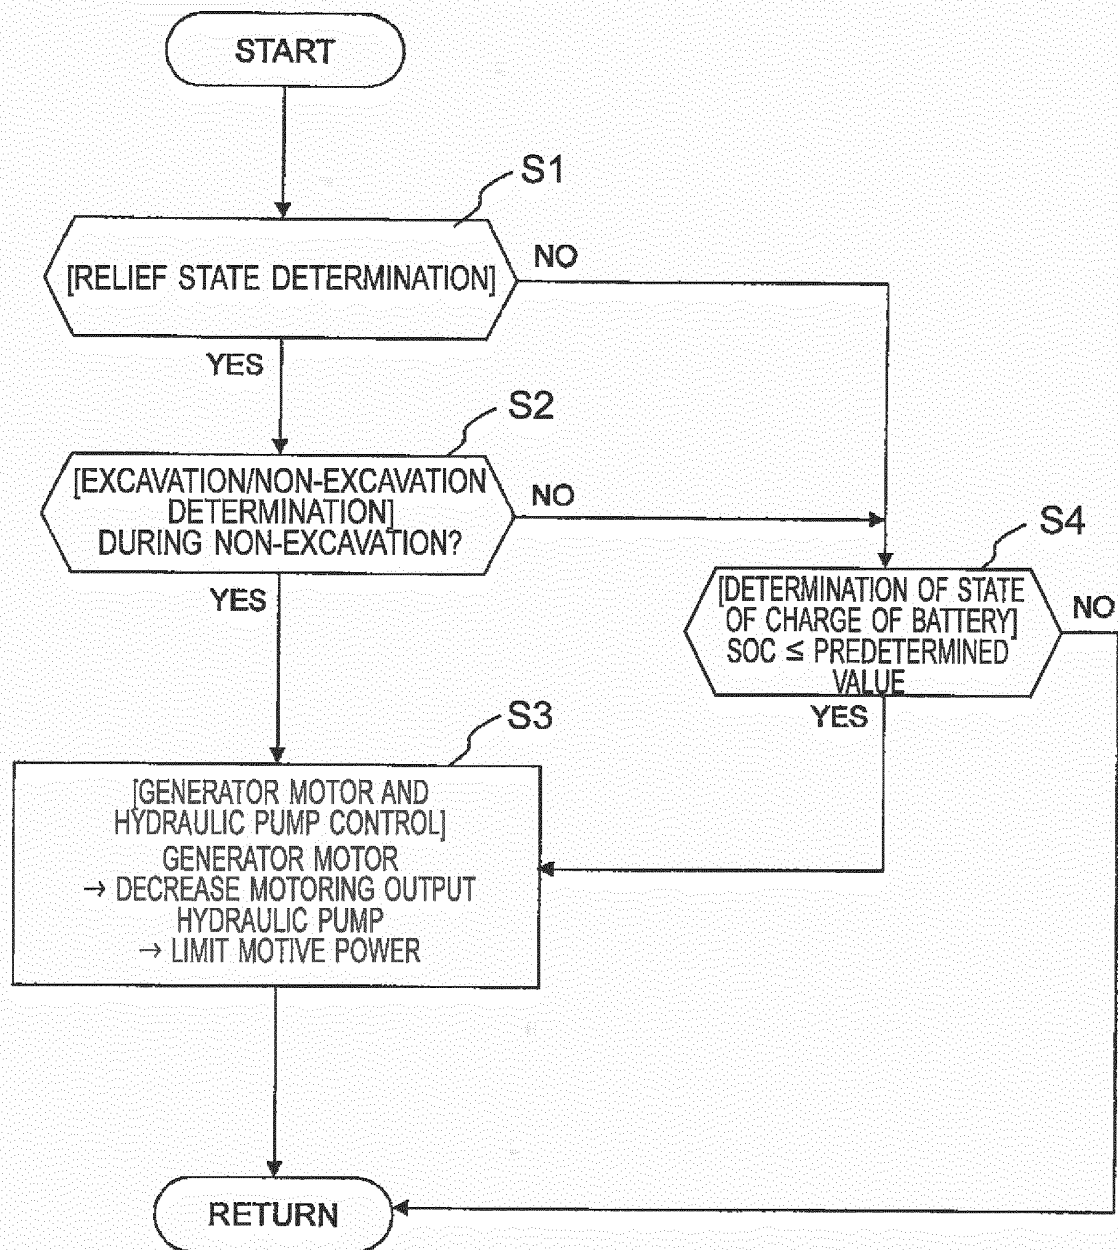 START
S1
[RELIEF STATE DETERMINATION]
NO
YES
S2
[EXCAVATION/NON-EXCAVATION
DETERMINATION]
DURING NON-EXCAVATION?
NO
YES
S4
[DETERMINATION OF STATE
OF CHARGE OF BATTERY]
SOC ≤ PREDETERMINED
VALUE
NO
YES
S3
[GENERATOR MOTOR AND
HYDRAULIC PUMP CONTROL]
GENERATOR MOTOR
→ DECREASE MOTORING OUTPUT
HYDRAULIC PUMP
→ LIMIT MOTIVE POWER
RETURN